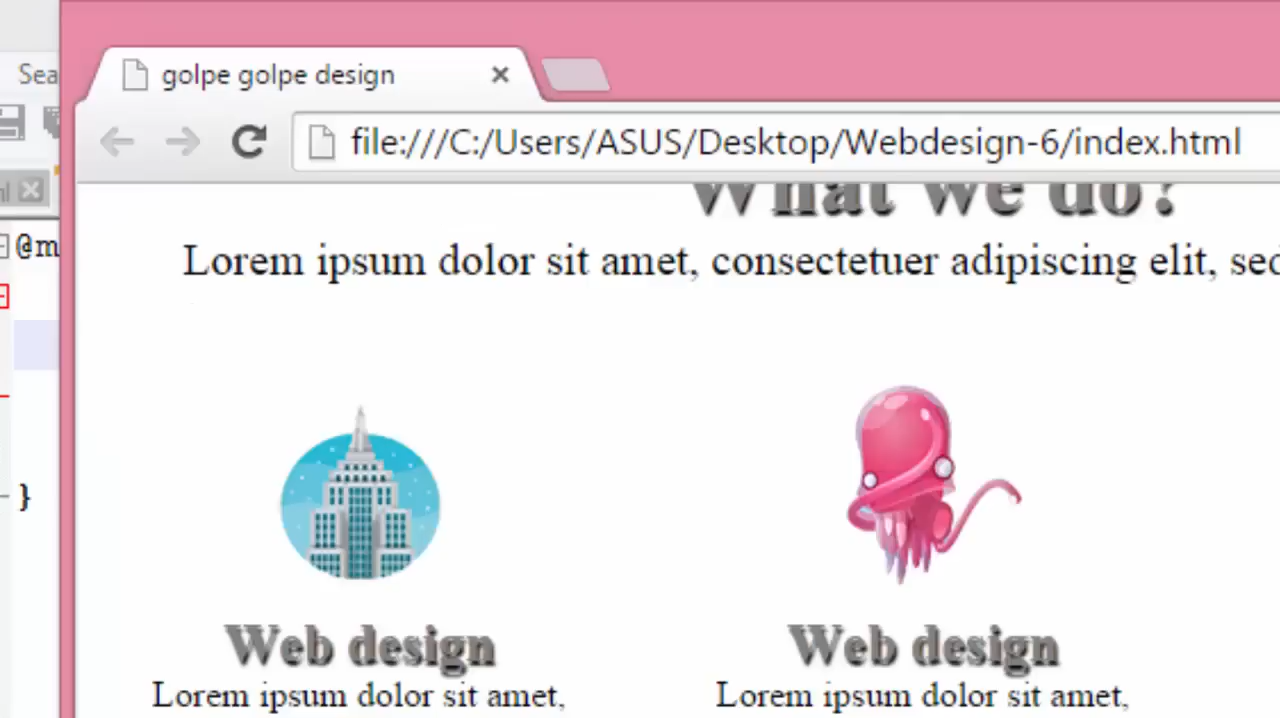 Sea
golpe golpe design
file:///C:/Users/ASUS/Desktop/Webdesign-6/index.html
What we do?
@m
Lorem ipsum dolor sit amet, consectetuer adipiscing elit, sed
}
Web design Web design
Lorem ipsum dolor sit amet, Lorem ipsum dolor sit amet,